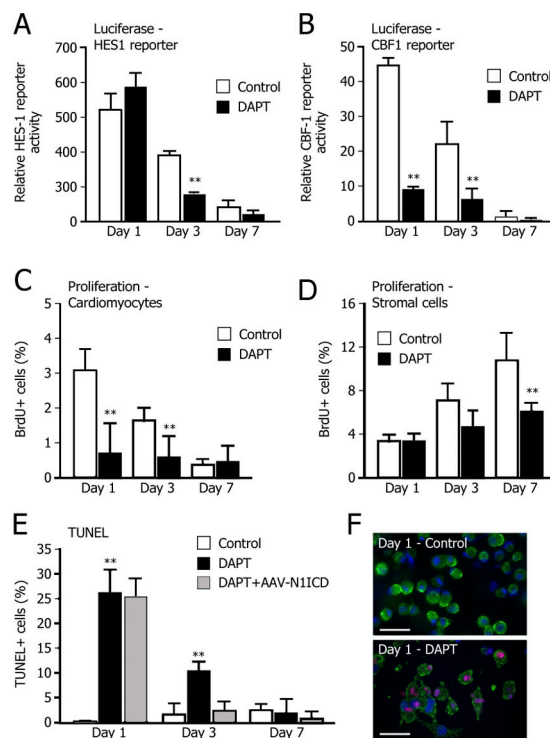 A
Luciferase -
HES1 reporter
Relative HES-1 reporter
activity
600
500
400
300
200
300
Control
DAPT
**
Day 1 Day 3 Day 7
B
Luciferase -
CBF1 reporter
Relative CBF-1 reporter
activity
50
40
30
20
10
0
Control
DAPT
** **
Day 1 Day 3 Day 7
C
Proliferation -
Cardiomyocytes
BrdU+ cells (%)
5
4
3
2
1
0
Control
DAPT
** **
Day 1 Day 3 Day 7
D
Proliferation -
Stromal cells
BrdU+ cells (%)
16
12
8
4
0
Control
DAPT
**
Day 1 Day 3 Day 7
E
TUNEL
TUNEL+ cells (%)
35
30
25
20
15
10
5
0
Control
DAPT
DAPT+AAV-N1ICD
** **
Day 1 Day 3 Day 7
F
Day 1 - Control
Day 1 - DAPT